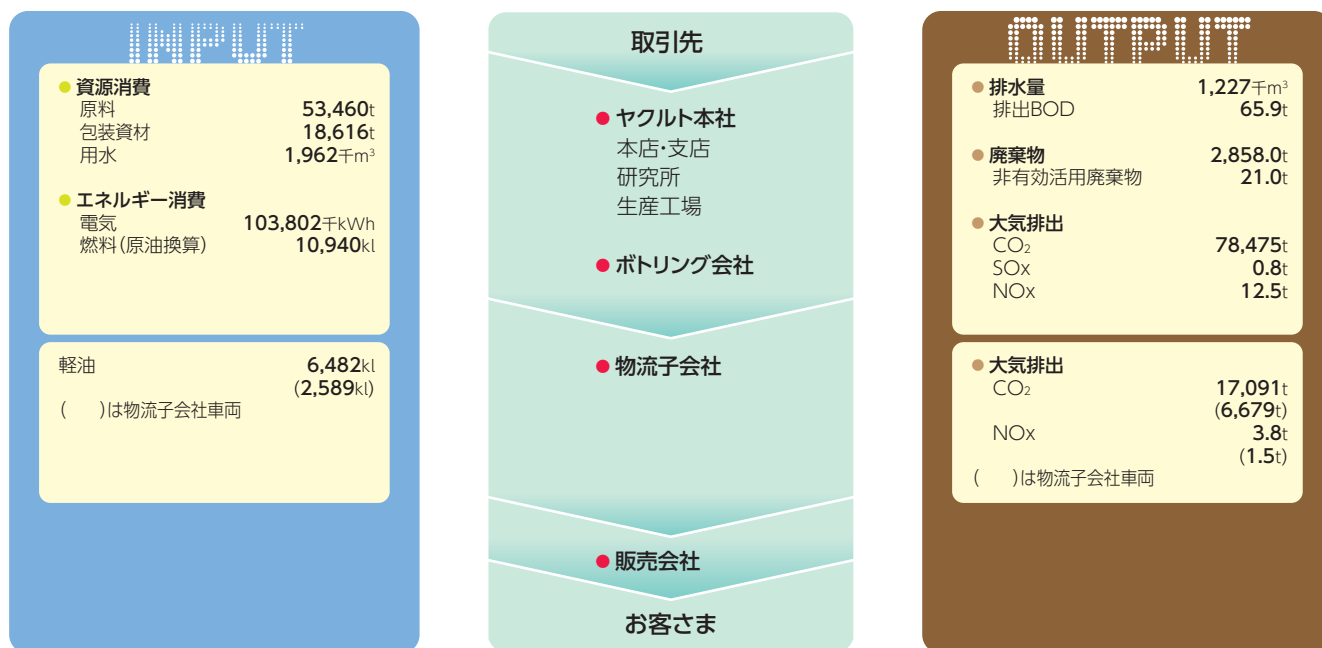 INPUT
● 資源消費
原料 53,460t
包装資材 18,616t
用水 1,962千m³
● エネルギー消費
電気 103,802千kWh
燃料(原油換算) 10,940kl
軽油 6,482kl
(2,589kl)
(　　)は物流子会社車両
取引先
● ヤクルト本社
本店・支店
研究所
生産工場
● ボトリング会社
● 物流子会社
● 販売会社
お客さま
OUTPUT
● 排水量 1,227千m³
排出BOD 65.9t
● 廃棄物 2,858.0t
非有効活用廃棄物 21.0t
● 大気排出
CO₂ 78,475t
SOx 0.8t
NOx 12.5t
● 大気排出
CO₂ 17,091t
(6,679t)
NOx 3.8t
(1.5t)
(　　)は物流子会社車両